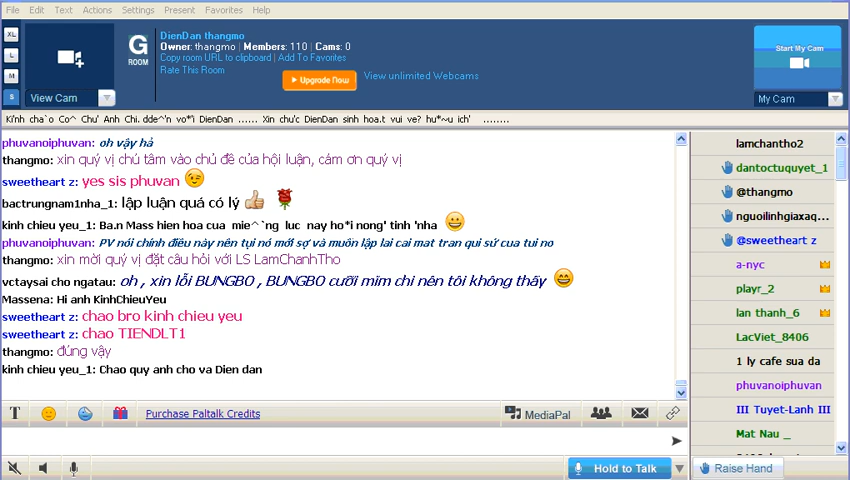 File Edit Text Actions Settings Present Favorites Help
XL
L
M
S
View Cam
G
ROOM
DienDan thangmo
Owner: thangmo | Members: 110 | Cams: 0
Copy room URL to clipboard | Add To Favorites
Rate This Room
Upgrade Now
View unlimited Webcams
Start My Cam
My Cam
Ki'nh cha`o Co^ Chu' Anh Chi. dde^'n vo*'i DienDan ...... Xin chu'c DienDan sinh hoa.t vui ve? hu*~u ich' ........
phuvanoiphuvan: oh vậy hả
thangmo: xin quý vị chú tâm vào chủ đê của hội luận, cám ơn quý vị
sweetheart z: yes sis phuvan
bactrungnam1nha_1: lập luận quá có lý
kinh chieu yeu_1: Ba.n Mass hien hoa cua mie^`ng luc nay ho*i nong' tinh 'nha
phuvanoiphuvan: PV nói chính điều này nên tụi nó mới sợ và muốn lập lai cai mat tran qui sứ cua tui no
thangmo: xin mời quý vị đặt câu hỏi với LS LamChanhTho
vctaysai cho ngatau: oh , xin lỗi BUNGB0 , BUNGB0 cười mỉm chi nên tôi không thấy
Massena: Hi anh KinhChieuYeu
sweetheart z: chao bro kinh chieu yeu
sweetheart z: chao TIENDLT1
thangmo: đúng vậy
kinh chieu yeu_1: Chao quy anh cho va Dien dan
T
Purchase Paltalk Credits
MediaPal
Hold to Talk
lamchantho2
dantoctuquyet_1
@thangmo
nguoilinhgiaxaq...
@sweetheart z
a-nyc
playr_2
lan thanh_6
LacViet_8406
1 ly cafe sua da
phuvanoiphuvan
III Tuyet-Lanh III
Mat Nau _
Raise Hand